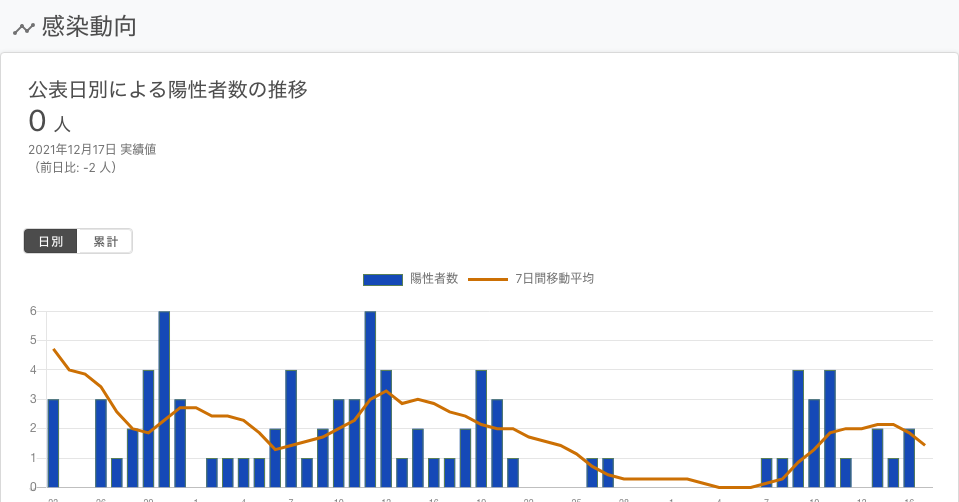 感染動向
公表日別による陽性者数の推移
0 人
2021年12月17日 実績値
（前日比: -2 人）
日別 累計
陽性者数 7日間移動平均
6
5
4
3
2
1
0